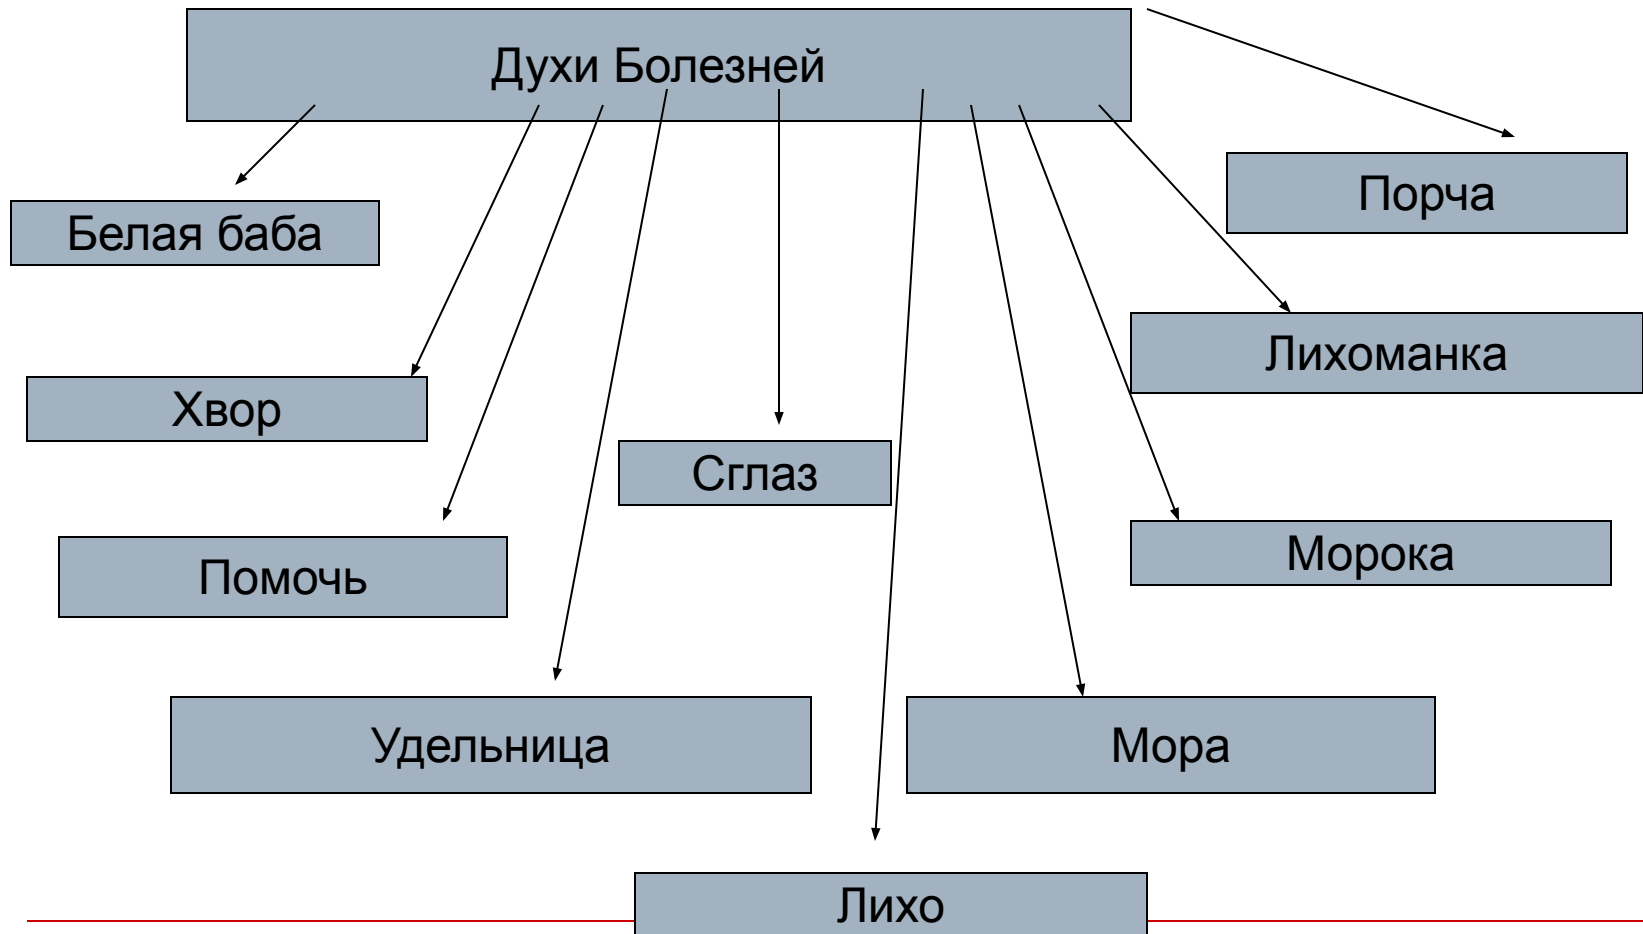 Духи Болезней
Порча
Белая баба
Лихоманка
Хвор
Сглаз
Морока
Помочь
Удельница
Мора
Лихо